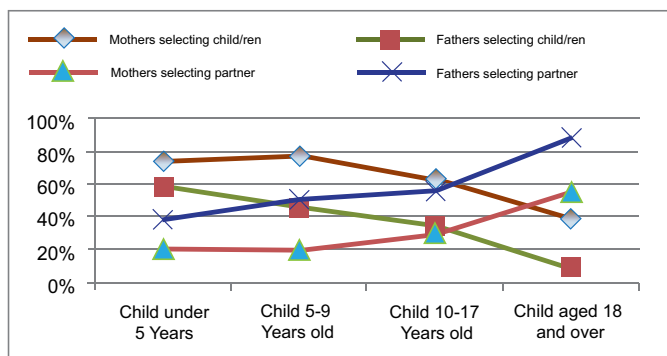 Mothers selecting child/ren
Fathers selecting child/ren
Mothers selecting partner
Fathers selecting partner
100%
80%
60%
40%
20%
0%
Child under
5 Years
Child 5-9
Years old
Child 10-17
Years old
Child aged 18
and over